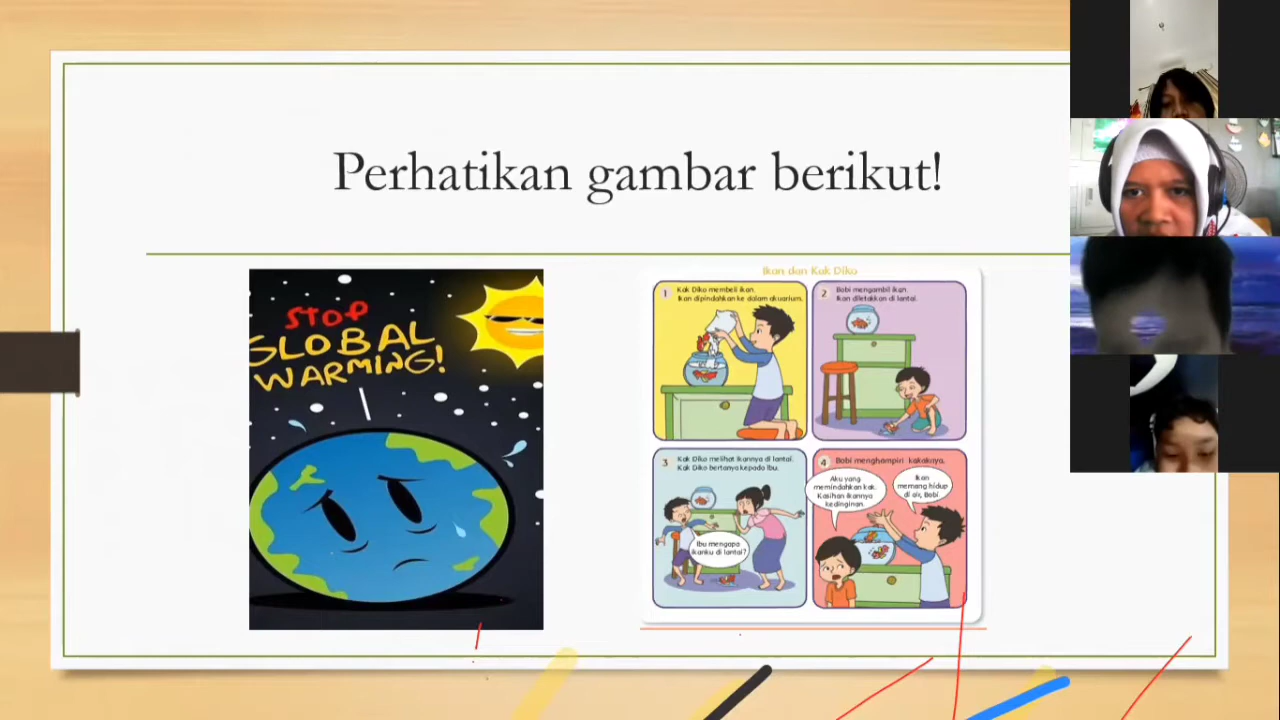 Perhatikan gambar berikut!
STOP
GLOBAL
WARMING!
Ikan dan Kak Diko
1 Kak Diko membeli ikan.
Ikan dipindahkan ke dalam akuarium.
2 Bobi mengambil ikan.
Ikan diletakkan di lantai.
3 Kak Diko melihat ikannya di lantai.
Kak Diko bertanya kepada Ibu.
Ibu mengapa
ikanku di lantai?
4 Bobi menghampiri kakaknya.
Aku yang
memindahkan kak.
Kasihan ikannya
kedinginan.
Ikan
memang hidup
di air, Bobi.